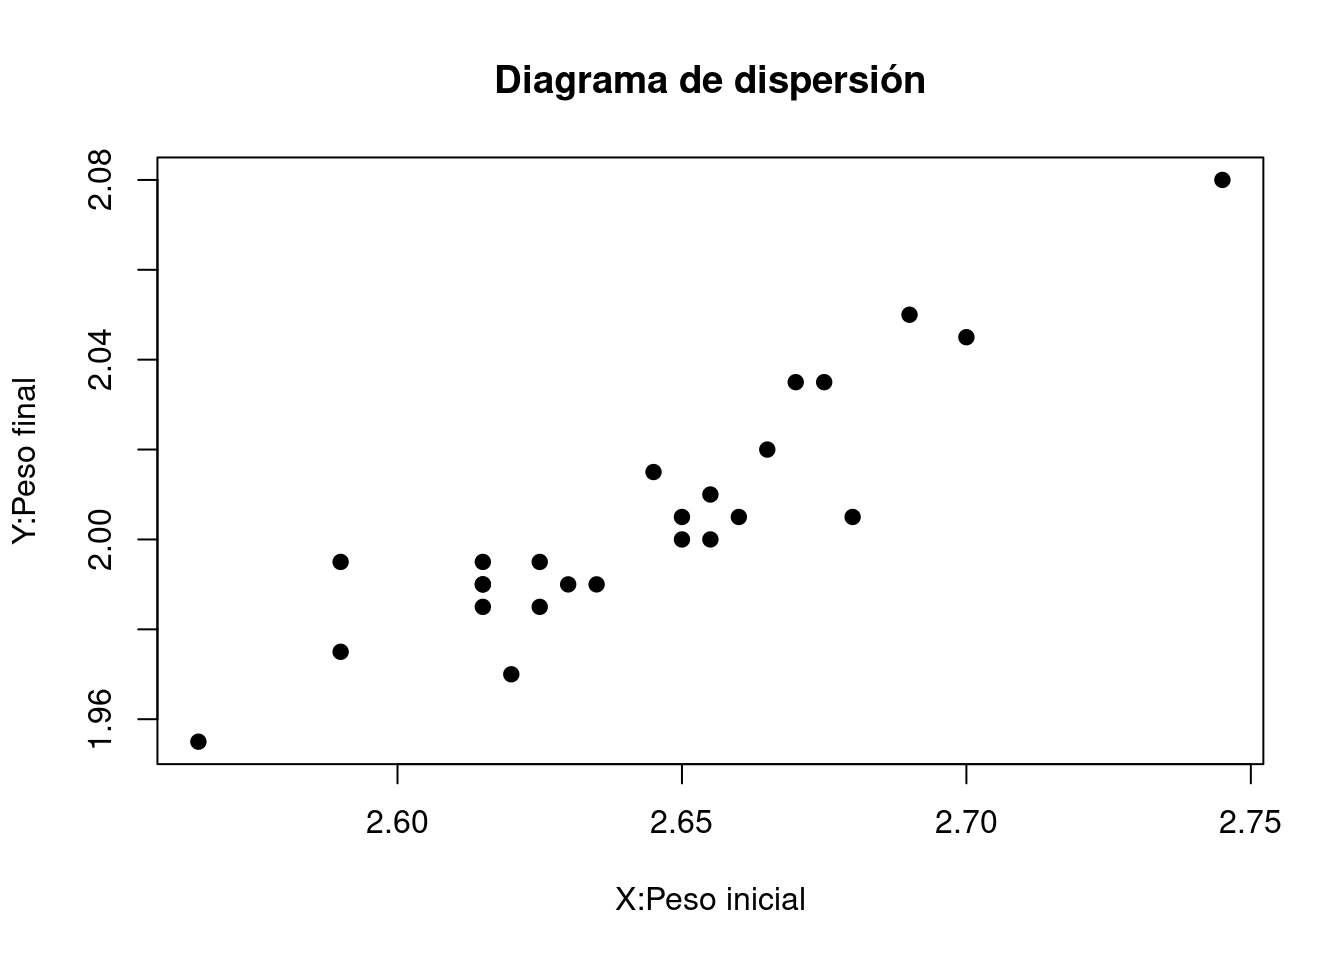 Diagrama de dispersión
2.08
2.04
2.00
1.96
Y:Peso final
2.60 2.65 2.70 2.75
X:Peso inicial